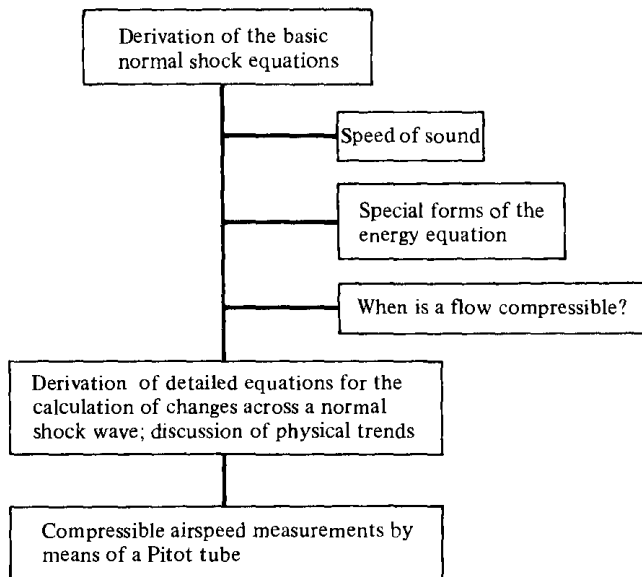 Derivation of the basic
normal shock equations
Speed of sound
Special forms of the
energy equation
When is a flow compressible?
Derivation of detailed equations for the
calculation of changes across a normal
shock wave; discussion of physical trends
Compressible airspeed measurements by
means of a Pitot tube